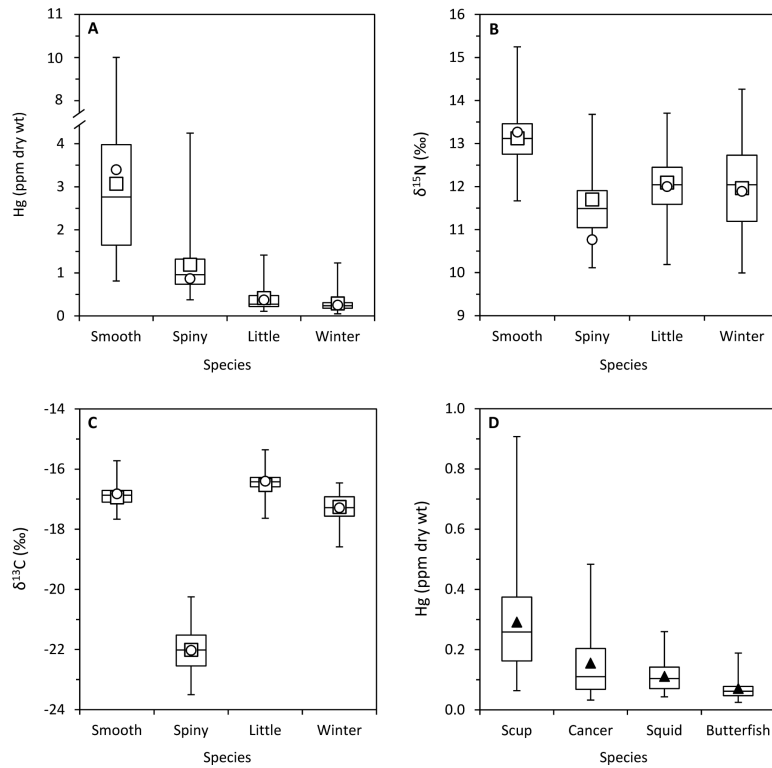 A
Hg (ppm dry wt)
11
10
8
6
4
3
2
1
0
Smooth Spiny Little Winter
Species
B
δ¹⁵N (‰)
16
15
14
13
12
11
10
9
Smooth Spiny Little Winter
Species
C
δ¹³C (‰)
-14
-16
-18
-20
-22
-24
Smooth Spiny Little Winter
Species
D
Hg (ppm dry wt)
1.0
0.8
0.6
0.4
0.2
0.0
Scup Cancer Squid Butterfish
Species